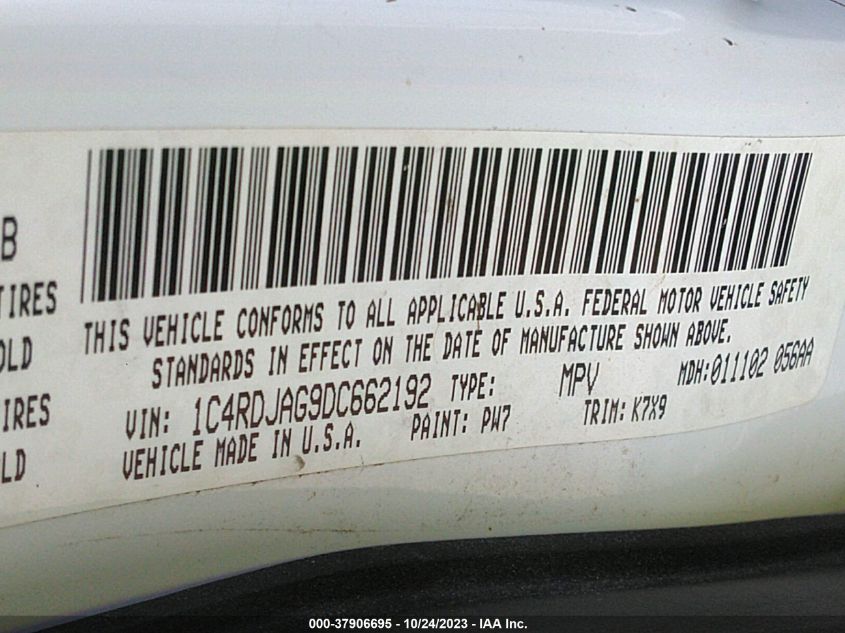 B
TIRES
OLD
IRES
LD
THIS VEHICLE CONFORMS TO ALL APPLICABLE U.S.A. FEDERAL MOTOR VEHICLE SAFETY
STANDARDS IN EFFECT ON THE DATE OF MANUFACTURE SHOWN ABOVE.
VIN: 1C4RDJAG9DC662192 TYPE: MPV MDH:011102 056AA
VEHICLE MADE IN U.S.A. PAINT: PW7 TRIM: K7X9
000-37906695 - 10/24/2023 - IAA Inc.